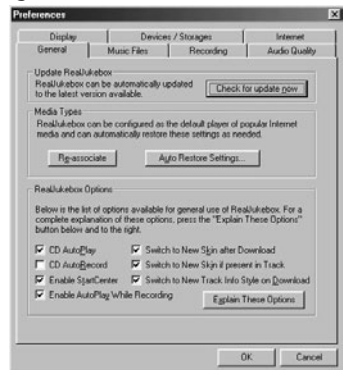 Preferences
Display Devices / Storages Internet
General Music Files Recording Audio Quality
Update RealJukebox
RealJukebox can be automatically updated
to the latest version available.
Check for update now
Media Types
RealJukebox can be configured as the default player of popular Internet
media and can automatically restore these settings as needed.
Re-associate Auto Restore Settings...
RealJukebox Options
Below is the list of options available for general use of RealJukebox. For a
complete explanation of these options, press the "Explain These Options"
button below and to the right.
CD AutoPlay Switch to New Skin after Download
CD AutoRecord Switch to New Skin if present in Track
Enable StartCenter Switch to New Track Info Style on Download
Enable AutoPlay While Recording Explain These Options
OK Cancel